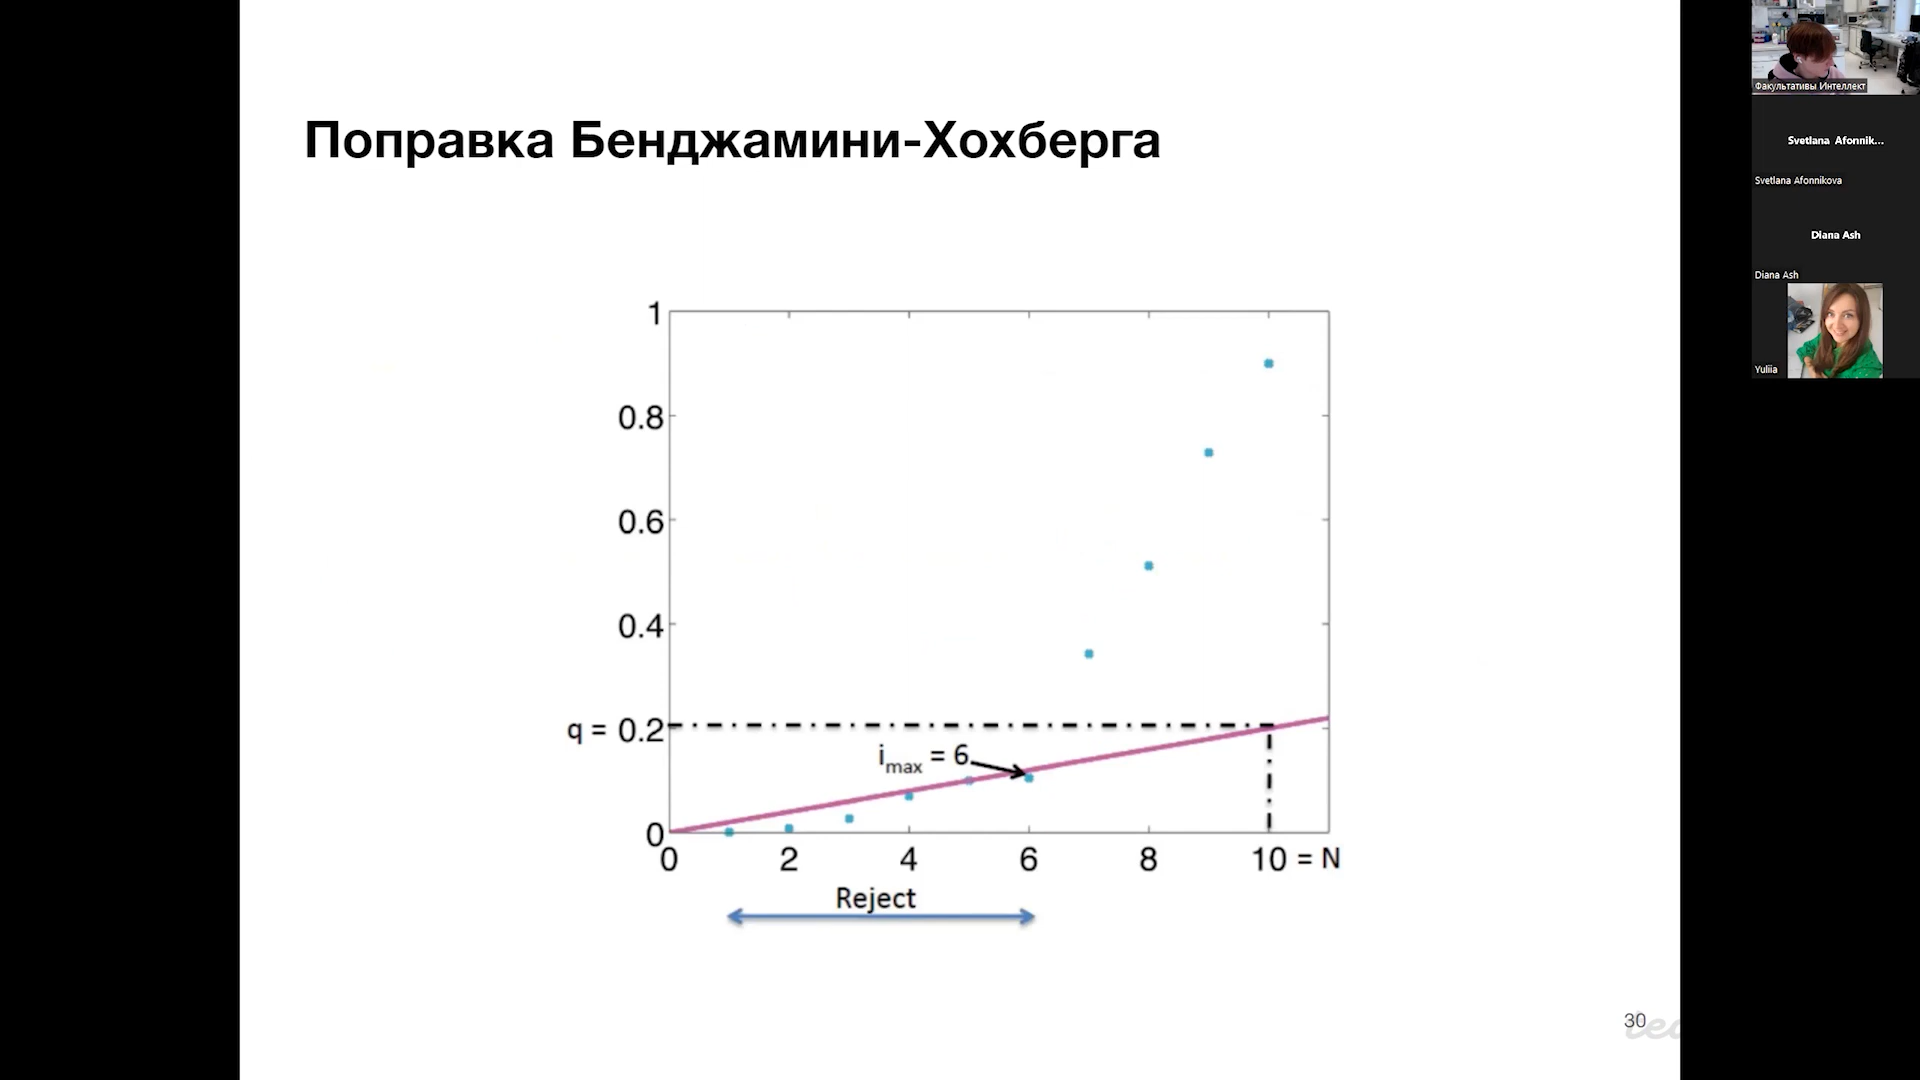 Поправка Бенджамини-Хохберга
1
0.8
0.6
0.4
q = 0.2
i_max = 6
0
0 2 4 6 8 10 = N
Reject
30
Факультативы Интеллект
Svetlana Afonnik...
Svetlana Afonnikova
Diana Ash
Diana Ash
Yuliia